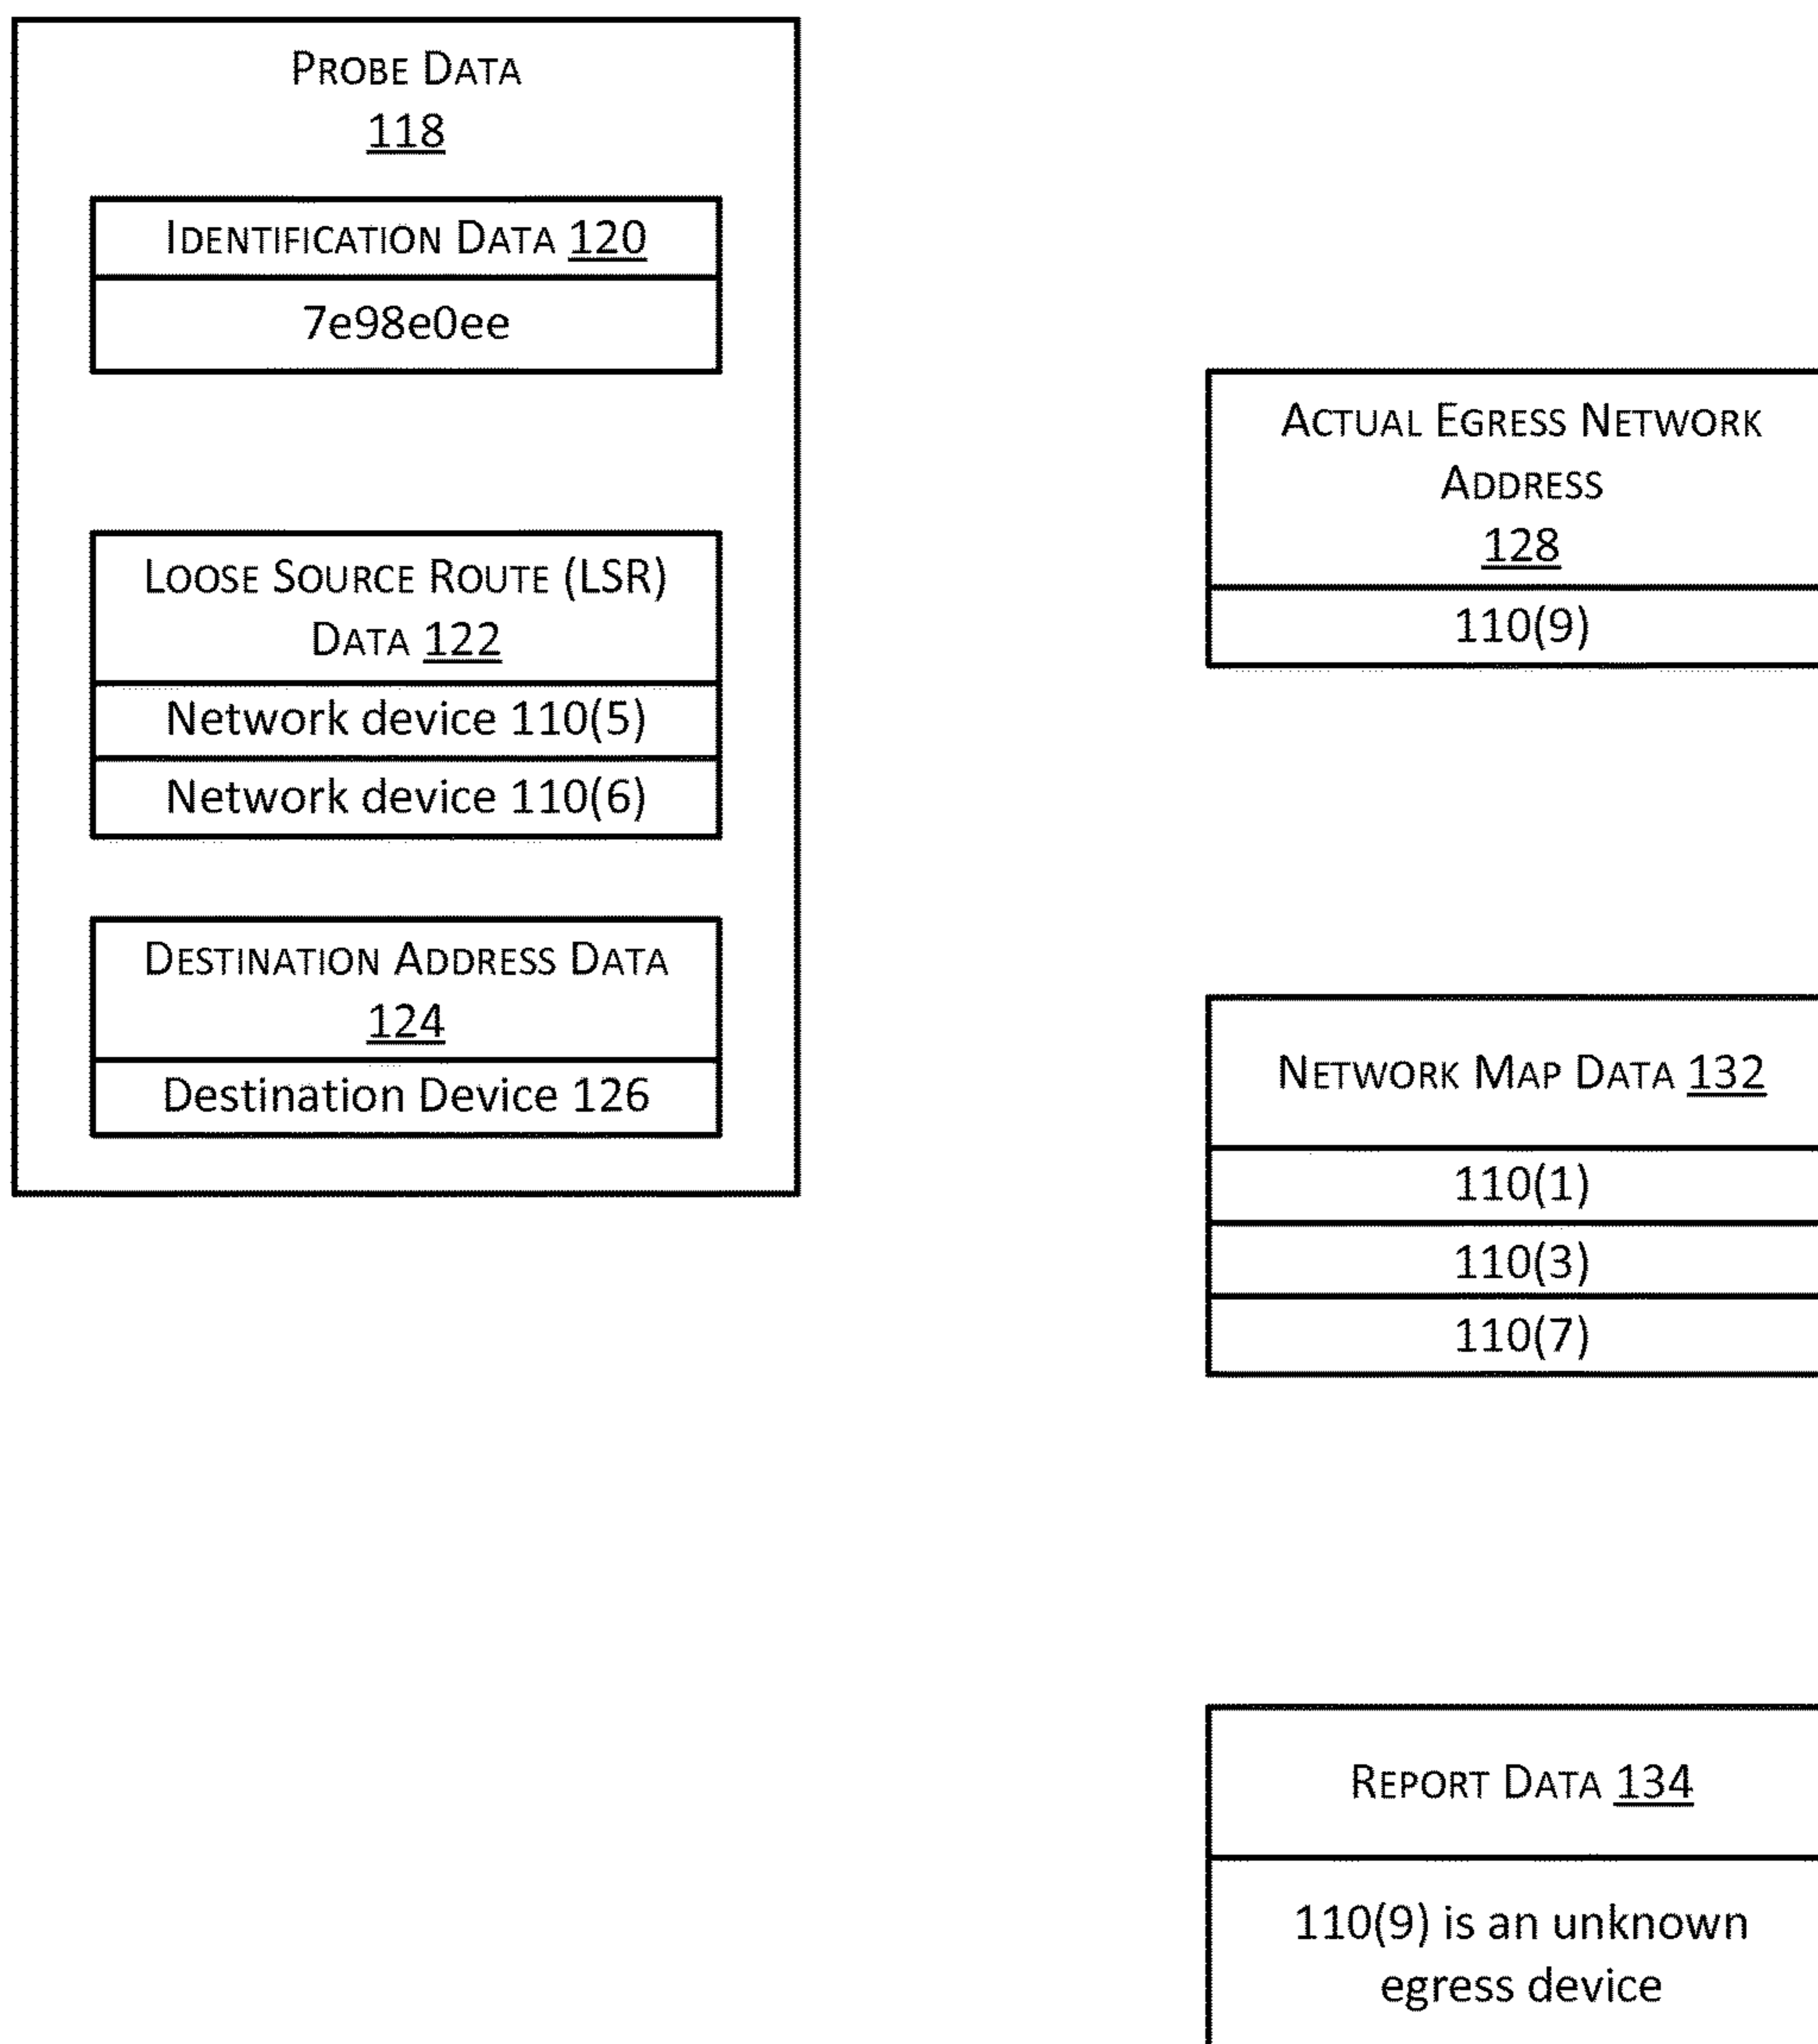 PROBE DATA
118
IDENTIFICATION DATA 120
7e98e0ee
LOOSE SOURCE ROUTE (LSR)
DATA 122
Network device 110(5)
Network device 110(6)
DESTINATION ADDRESS DATA
124
Destination Device 126
ACTUAL EGRESS NETWORK
ADDRESS
128
110(9)
NETWORK MAP DATA 132
110(1)
110(3)
110(7)
REPORT DATA 134
110(9) is an unknown
egress device